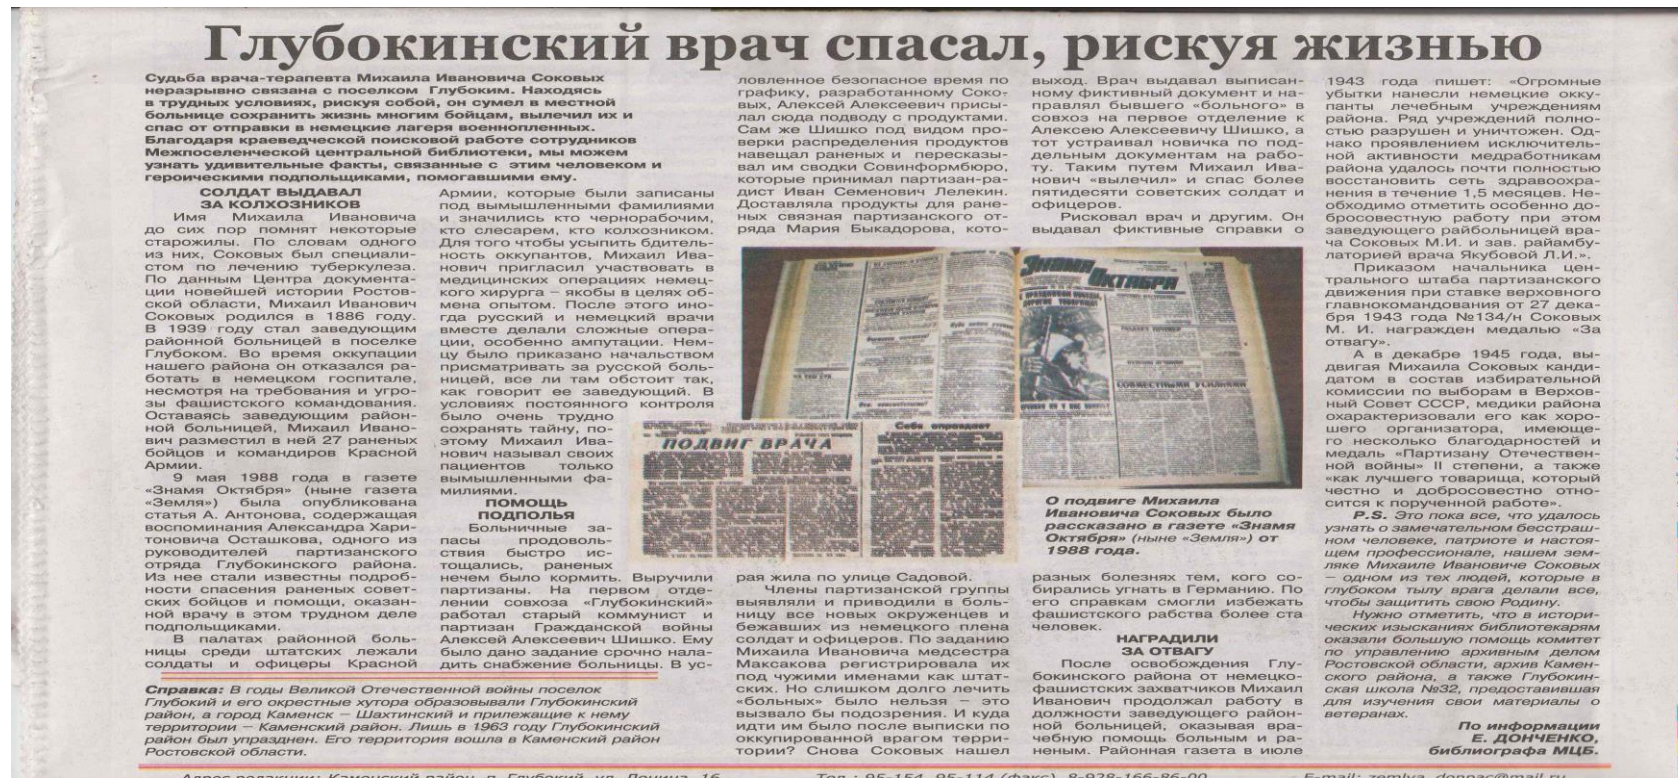 Глубокинский врач спасал, рискуя жизнью
Судьба врача-терапевта Михаила Ивановича Соковых
неразрывно связана с поселком Глубоким. Находясь
в трудных условиях, рискуя собой, он сумел в местной
больнице сохранить жизнь многим бойцам, вылечил их и
спас от отправки в немецкие лагеря военнопленных.
Благодаря краеведческой поисковой работе сотрудников
Межпоселенческой центральной библиотеки, мы можем
узнать удивительные факты, связанные с этим человеком и
героическими подпольщиками, помогавшими ему.
СОЛДАТ ВЫДАВАЛ
ЗА КОЛХОЗНИКОВ
Имя Михаила Ивановича
до сих пор помнят некоторые
старожилы. По словам одного
из них, Соковых был специали-
стом по лечению туберкулеза.
По данным Центра документа-
ции новейшей истории Ростов-
ской области, Михаил Иванович
Соковых родился в 1886 году.
В 1939 году стал заведующим
районной больницей в поселке
Глубоком. Во время оккупации
нашего района он отказался ра-
ботать в немецком госпитале,
несмотря на требования и угро-
зы фашистского командования.
Оставаясь заведующим район-
ной больницей, Михаил Ивано-
вич разместил в ней 27 раненых
бойцов и командиров Красной
Армии.
9 мая 1988 года в газете
«Знамя Октября» (ныне газета
«Земля») была опубликована
статья А. Антонова, содержащая
воспоминания Александра Хари-
тоновича Осташкова, одного из
руководителей партизанского
отряда Глубокинского района.
Из нее стали известны подроб-
ности спасения раненых совет-
ских бойцов и помощи, оказан-
ной врачу в этом трудном деле
подпольщиками.
В палатах районной боль-
ницы среди штатских лежали
солдаты и офицеры Красной
Армии, которые были записаны
под вымышленными фамилиями
и значились кто чернорабочим,
кто слесарем, кто колхозником.
Для того чтобы усыпить бдитель-
ность оккупантов, Михаил Ива-
нович пригласил участвовать в
медицинских операциях немец-
кого хирурга – якобы в целях об-
мена опытом. После этого ино-
гда русский и немецкий врачи
вместе делали сложные опера-
ции, особенно ампутации. Нем-
цу было приказано начальством
присматривать за русской боль-
ницей, все ли там обстоит так,
как говорит ее заведующий. В
условиях постоянного контроля
было очень трудно
сохранять тайну, по-
этому Михаил Ива-
нович называл своих
пациентов только
вымышленными фа-
милиями.
ПОМОЩЬ
ПОДПОЛЬЯ
Больничные за-
пасы продоволь-
ствия быстро ис-
тощались, раненых
нечем было кормить. Выручили
партизаны. На первом отде-
лении совхоза «Глубокинский»
работал старый коммунист и
партизан Гражданской войны
Алексей Алексеевич Шишко. Ему
было дано задание срочно нала-
дить снабжение больницы. В ус-
ловленное безопасное время по
графику, разработанному Соко-
вых, Алексей Алексеевич присы-
лал сюда подводу с продуктами.
Сам же Шишко под видом про-
верки распределения продуктов
навещал раненых и пересказы-
вал им сводки Совинформбюро,
которые принимал партизан-ра-
дист Иван Семенович Лелекин.
Доставляла продукты для ране-
ных связная партизанского от-
ряда Мария Быкадорова, кото-
рая жила по улице Садовой.
Члены партизанской группы
выявляли и приводили в боль-
ницу все новых окруженцев и
бежавших из немецкого плена
солдат и офицеров. По заданию
Михаила Ивановича медсестра
Максакова регистрировала их
под чужими именами как штат-
ских. Но слишком долго лечить
«больных» было нельзя – это
вызвало бы подозрения. И куда
идти им было после выписки по
оккупированной врагом терри-
тории? Снова Соковых нашел
выход. Врач выдавал выписан-
ному фиктивный документ и на-
правлял бывшего «больного» в
совхоз на первое отделение к
Алексею Алексеевичу Шишко, а
тот устраивал новичка по под-
дельным документам на рабо-
ту. Таким путем Михаил Ива-
нович «вылечил» и спас более
пятидесяти советских солдат и
офицеров.
Рисковал врач и другим. Он
выдавал фиктивные справки о
разных болезнях тем, кого со-
бирались угнать в Германию. По
его справкам смогли избежать
фашистского рабства более ста
человек.
НАГРАДИЛИ
ЗА ОТВАГУ
После освобождения Глу-
бокинского района от немецко-
фашистских захватчиков Михаил
Иванович продолжал работу в
должности заведующего район-
ной больницей, оказывая вра-
чебную помощь больным и ра-
неным. Районная газета в июле
1943 года пишет: «Огромные
убытки нанесли немецкие окку-
панты лечебным учреждениям
района. Ряд учреждений полно-
стью разрушен и уничтожен. Од-
нако проявлением исключитель-
ной активности медработникам
района удалось почти полностью
восстановить сеть здравоохра-
нения в течение 1,5 месяцев. Не-
обходимо отметить особенно до-
бросовестную работу при этом
заведующего райбольницей вра-
ча Соковых М.И. и зав. райамбу-
латорией врача Якубовой Л.И.».
Приказом начальника цен-
трального штаба партизанского
движения при ставке верховного
главнокомандования от 27 дека-
бря 1943 года №134/н Соковых
М. И. награжден медалью «За
отвагу».
А в декабре 1945 года, вы-
двигая Михаила Соковых канди-
датом в состав избирательной
комиссии по выборам в Верхов-
ный Совет СССР, медики района
охарактеризовали его как хоро-
шего организатора, имеюще-
го несколько благодарностей и
медаль «Партизану Отечествен-
ной войны» II степени, а также
«как лучшего товарища, который
честно и добросовестно отно-
сится к порученной работе».
P.S. Это пока все, что удалось
узнать о замечательном бесстраш-
ном человеке, патриоте и настоя-
щем профессионале, нашем зем-
ляке Михаиле Ивановиче Соковых
– одном из тех людей, которые в
глубоком тылу врага делали все,
чтобы защитить свою Родину.
Нужно отметить, что в истори-
ческих изысканиях библиотекарям
оказали большую помощь комитет
по управлению архивным делом
Ростовской области, архив Камен-
ского района, а также Глубокин-
ская школа №32, предоставившая
для изучения свои материалы о
ветеранах.
По информации
Е. ДОНЧЕНКО,
библиографа МЦБ.
Знамя Октября
СОВМЕСТНЫМИ УСИЛИЯМИ
ПОДВИГ ВРАЧА
Себя оправдает
О подвиге Михаила
Ивановича Соковых было
рассказано в газете «Знамя
Октября» (ныне «Земля») от
1988 года.
Справка: В годы Великой Отечественной войны поселок
Глубокий и его окрестные хутора образовывали Глубокинский
район, а город Каменск – Шахтинский и прилежащие к нему
территории – Каменский район. Лишь в 1963 году Глубокинский
район был упразднен. Его территория вошла в Каменский район
Ростовской области.
Адрес редакции: Каменский район, п. Глубокий, ул. Ленина, 16 Тел.: 95-154, 95-114 (факс), 8-928-166-86-00